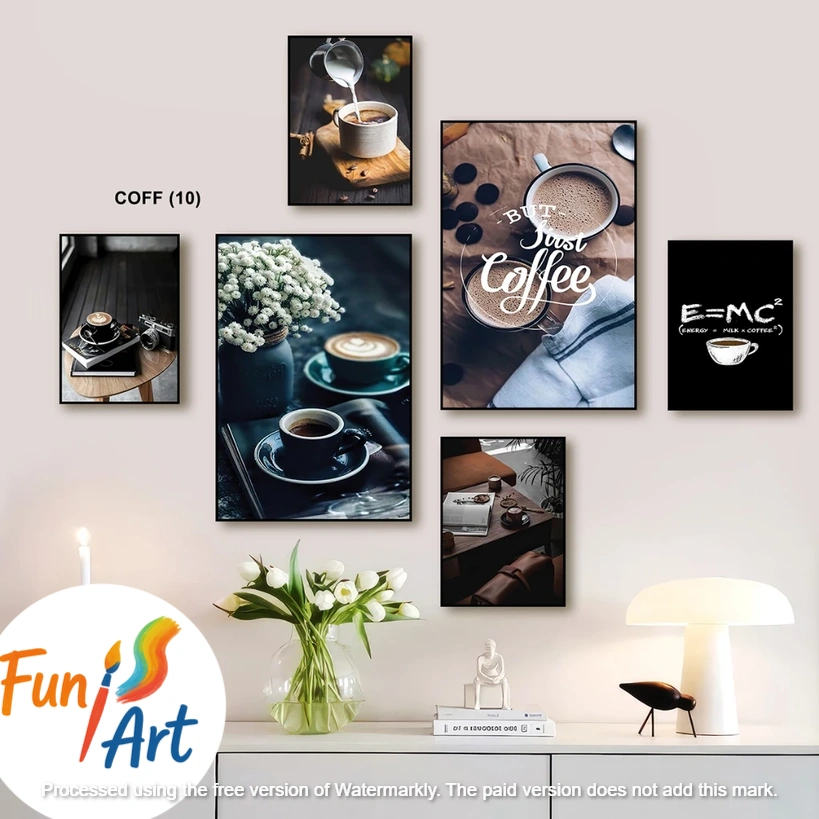 COFF (10)
-BUT-
Just
Coffee
E=MC²
(ENERGY = MILK x COFFEE²)
Fun
Art
Processed using the free version of Watermarkly. The paid version does not add this mark.